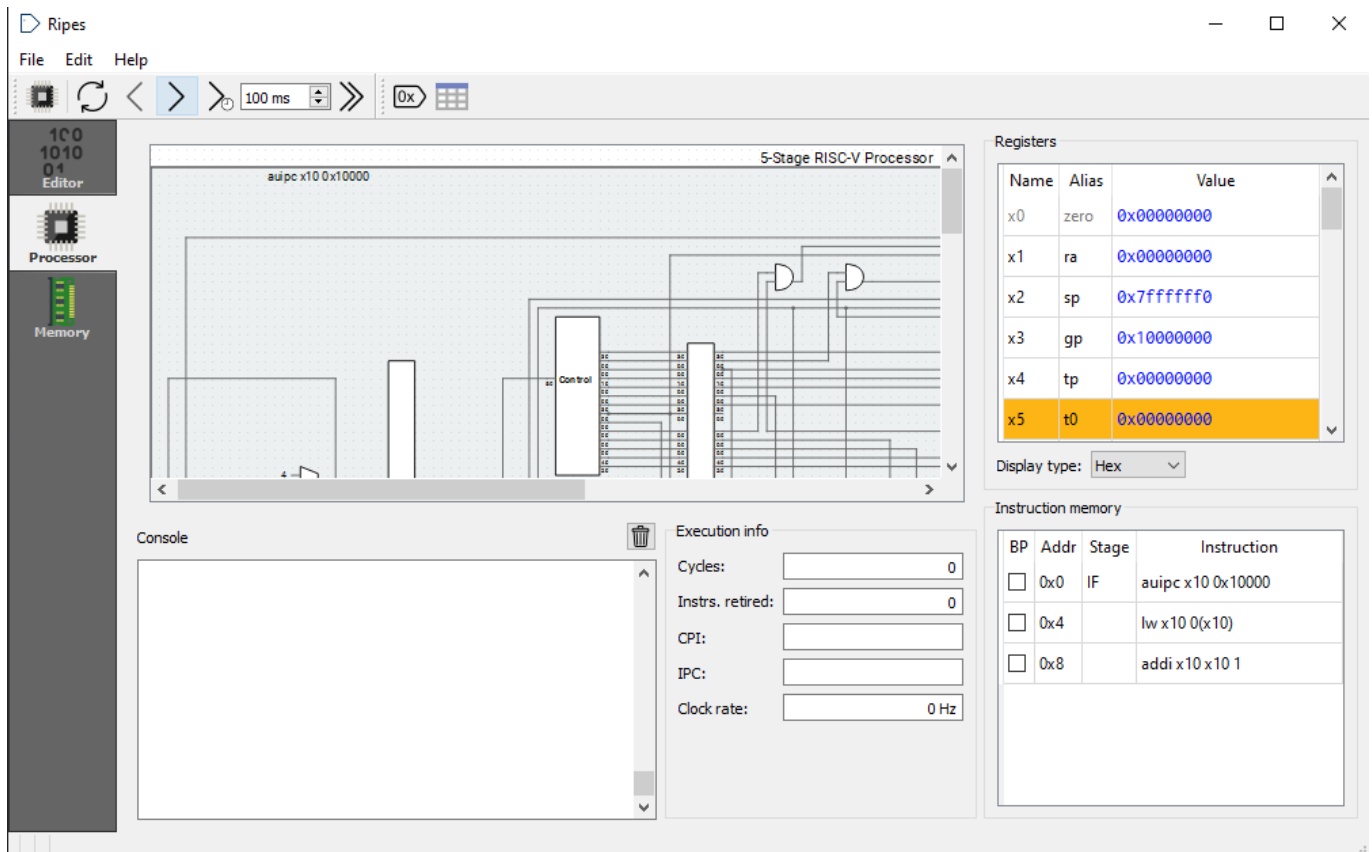 Ripes
File Edit Help
100 ms 0x
Editor
Processor
Memory
5-Stage RISC-V Processor
auipc x10 0x10000
Control
4
Registers
Name Alias Value
x0 zero 0x00000000
x1 ra 0x00000000
x2 sp 0x7ffffff0
x3 gp 0x10000000
x4 tp 0x00000000
x5 t0 0x00000000
Display type: Hex
Console
Execution info
Cycles: 0
Instrs. retired: 0
CPI:
IPC:
Clock rate: 0 Hz
Instruction memory
BP Addr Stage Instruction
0x0 IF auipc x10 0x10000
0x4 lw x10 0(x10)
0x8 addi x10 x10 1